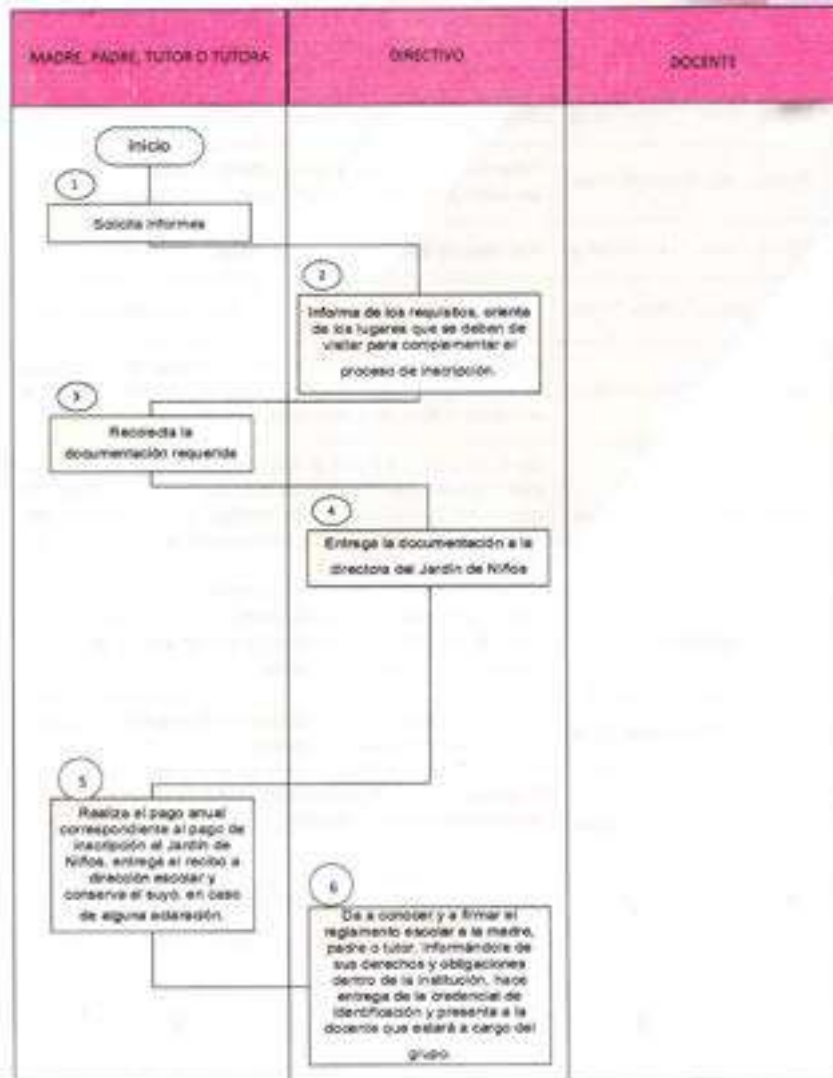 MADRE, PADRE, TUTOR O TUTORA
DIRECTIVO
DOCENTE
Inicio
1
Solicita informes
2
Informa de los requisitos, orienta
de los lugares que se deben de
visitar para complementar el
proceso de inscripción.
3
Recolecta la
documentación requerida
4
Entrega la documentación a la
directora del Jardín de Niños
5
Realiza el pago anual
correspondiente al pago de
inscripción al Jardín de
Niños, entrega el recibo a
dirección escolar y
conserva el suyo, en caso
de alguna aclaración.
6
Da a conocer y a firmar el
reglamento escolar a la madre,
padre o tutor, informándole de
sus derechos y obligaciones
dentro de la institución, hace
entrega de la credencial de
identificación y presenta a la
docente que estará a cargo del
grupo.